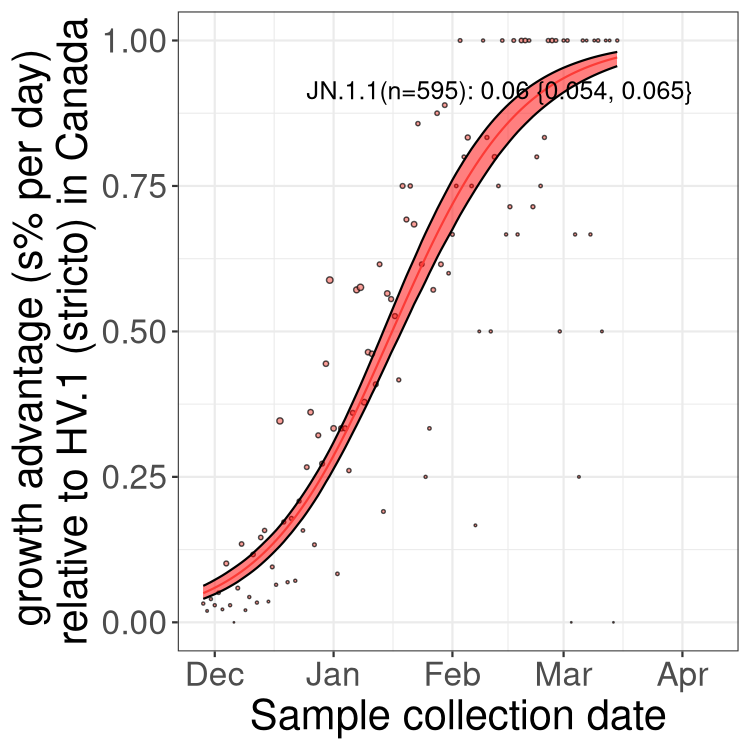 growth advantage (s% per day)
relative to HV.1 (stricto) in Canada
1.00
0.75
0.50
0.25
0.00
JN.1.1(n=595): 0.06 {0.054, 0.065}
Dec Jan Feb Mar Apr
Sample collection date